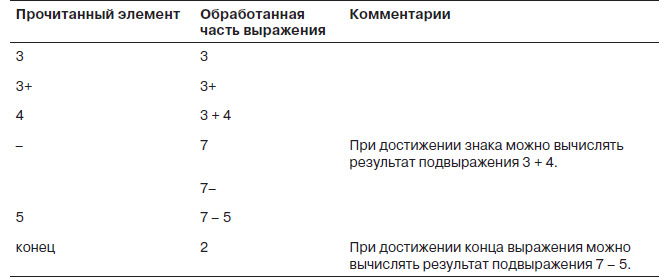 Прочитанный элемент Обработанная часть выражения Комментарии
3 3
3+ 3+
4 3 + 4
– 7 При достижении знака можно вычислять
результат подвыражения 3 + 4.
7–
5 7 – 5
конец 2 При достижении конца выражения можно
вычислять результат подвыражения 7 – 5.